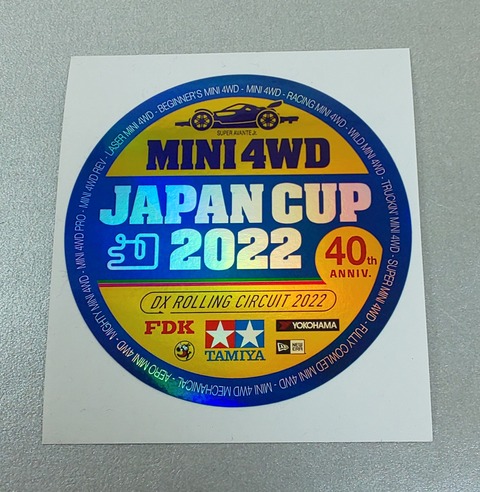 BEGINNER'S MINI 4WD - MINI 4WD - RACING MINI 4WD - WILD MINI 4WD - TRUCKIN' MINI 4WD - SUPER MINI 4WD - FULLY COWLED MINI 4WD - MINI 4WD - MECHANICAL - AERO MINI 4WD - MIGHTY MINI 4WD - MINI 4WD PRO - MINI 4WD REV - LASER MINI 4WD -
SUPER AVANTE Jr.
MINI 4WD
JAPAN CUP
2022
40th
ANNIV.
DX ROLLING CIRCUIT 2022
FDK
TAMIYA
YOKOHAMA
NEW ERA